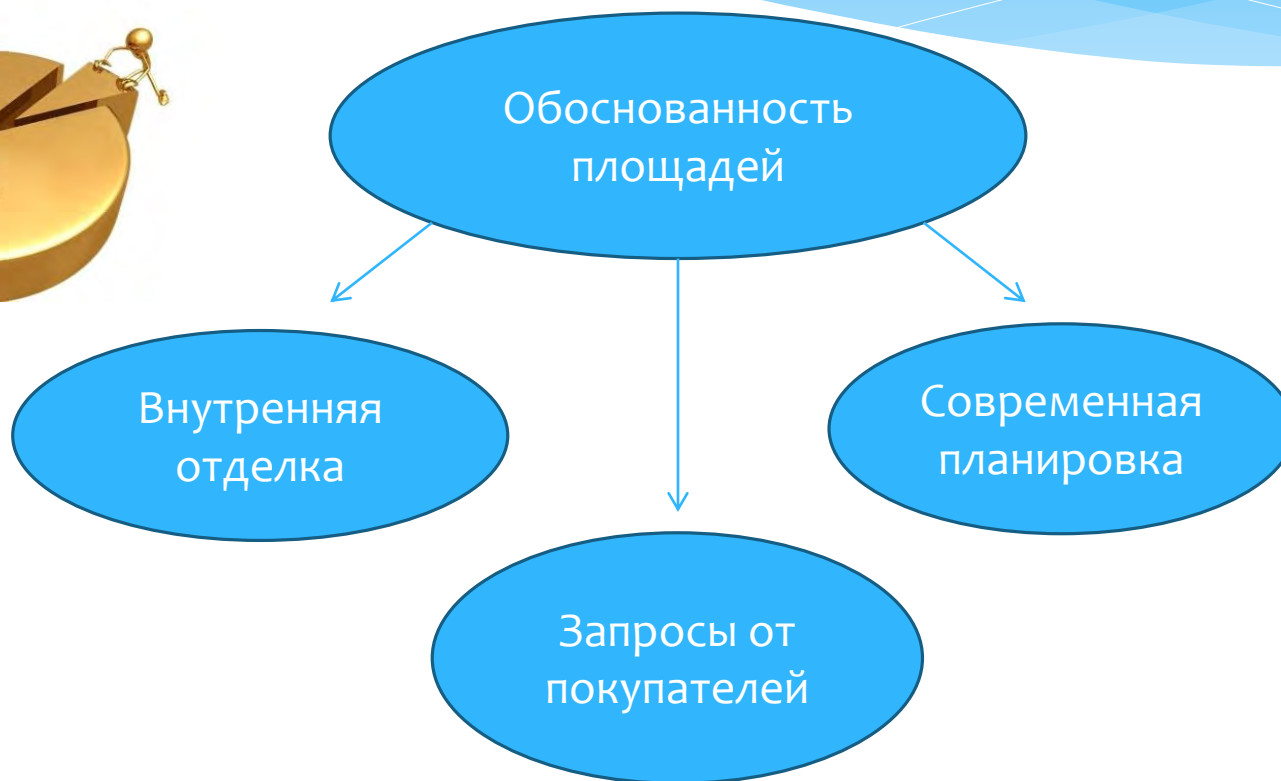 Обоснованность
площадей
Внутренняя
отделка
Современная
планировка
Запросы от
покупателей